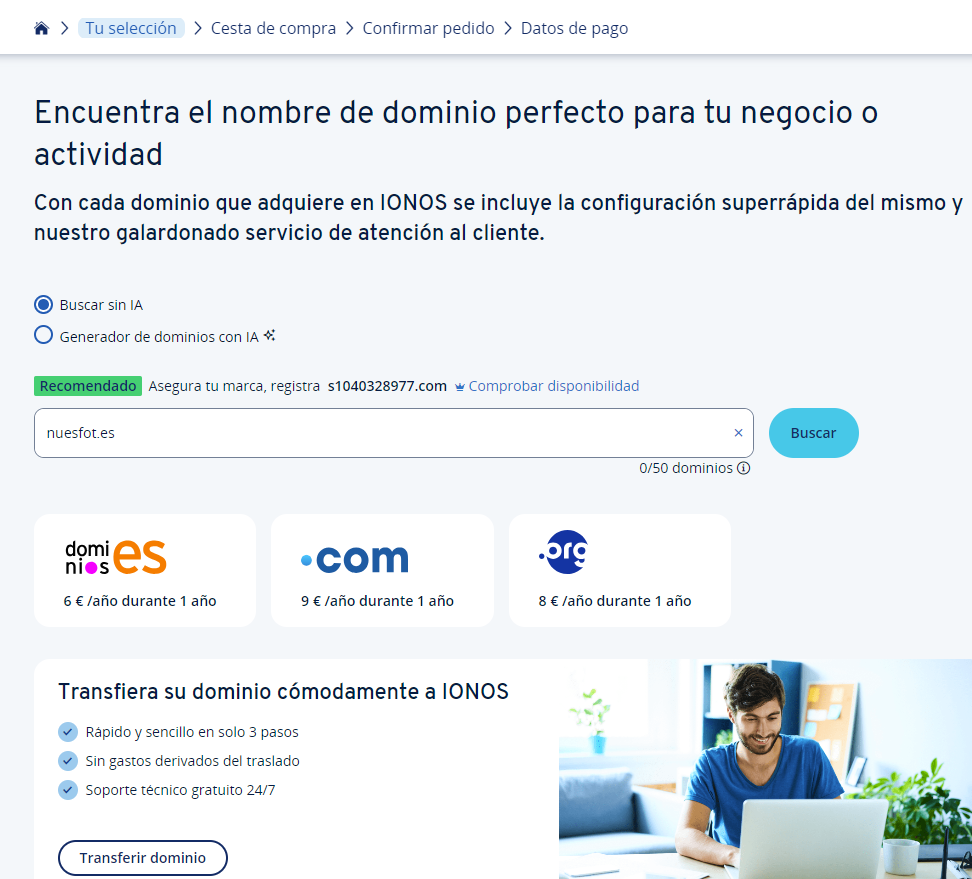 Tu selección Cesta de compra Confirmar pedido Datos de pago
Encuentra el nombre de dominio perfecto para tu negocio o
actividad
Con cada dominio que adquiere en IONOS se incluye la configuración superrápida del mismo y
nuestro galardonado servicio de atención al cliente.
Buscar sin IA
Generador de dominios con IA
Recomendado Asegura tu marca, registra s1040328977.com Comprobar disponibilidad
nuesfot.es × Buscar
0/50 dominios
domi
nios es
.com
.org
6 € /año durante 1 año
9 € /año durante 1 año
8 € /año durante 1 año
Transfiera su dominio cómodamente a IONOS
Rápido y sencillo en solo 3 pasos
Sin gastos derivados del traslado
Soporte técnico gratuito 24/7
Transferir dominio